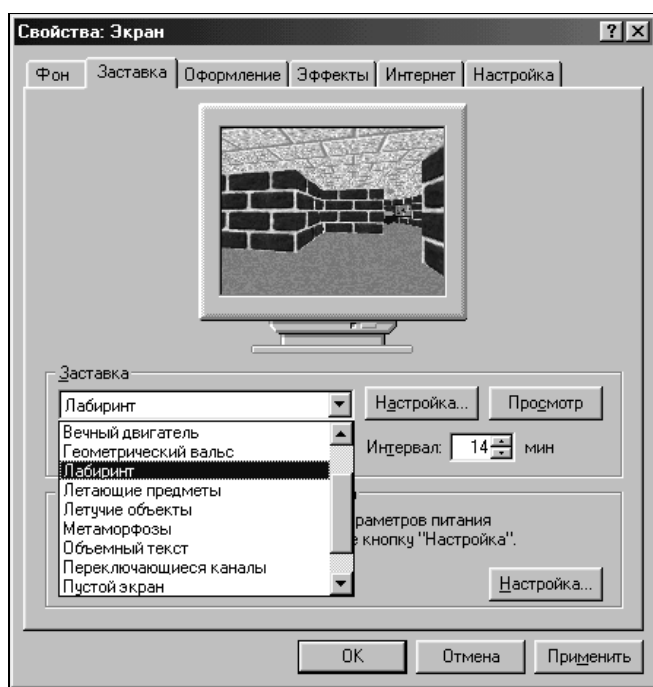 Свойства: Экран
Фон Заставка Оформление Эффекты Интернет Настройка
Заставка
Лабиринт Настройка... Просмотр
Вечный двигатель
Геометрический вальс
Интервал: 14 мин
Лабиринт
Летающие предметы
Летучие объекты
Метаморфозы
Объемный текст
Переключающиеся каналы
Пустой экран
питания
кнопку "Настройка".
Настройка...
OK Отмена Применить